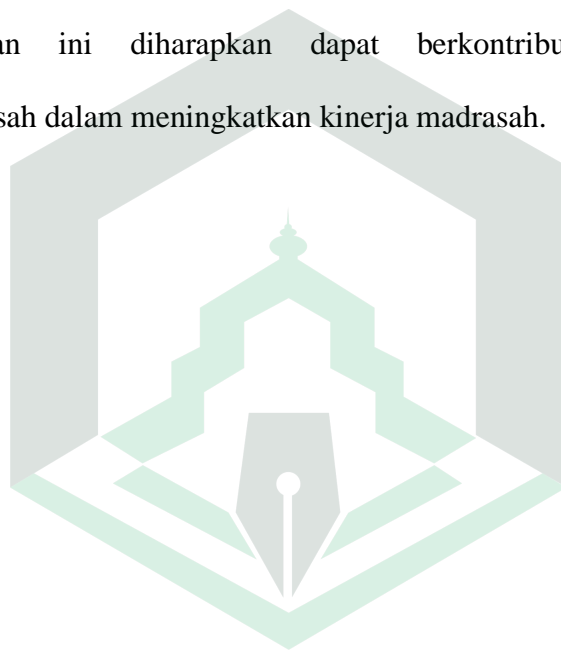 an ini diharapkan dapat berkontribu
sah dalam meningkatkan kinerja madrasah.